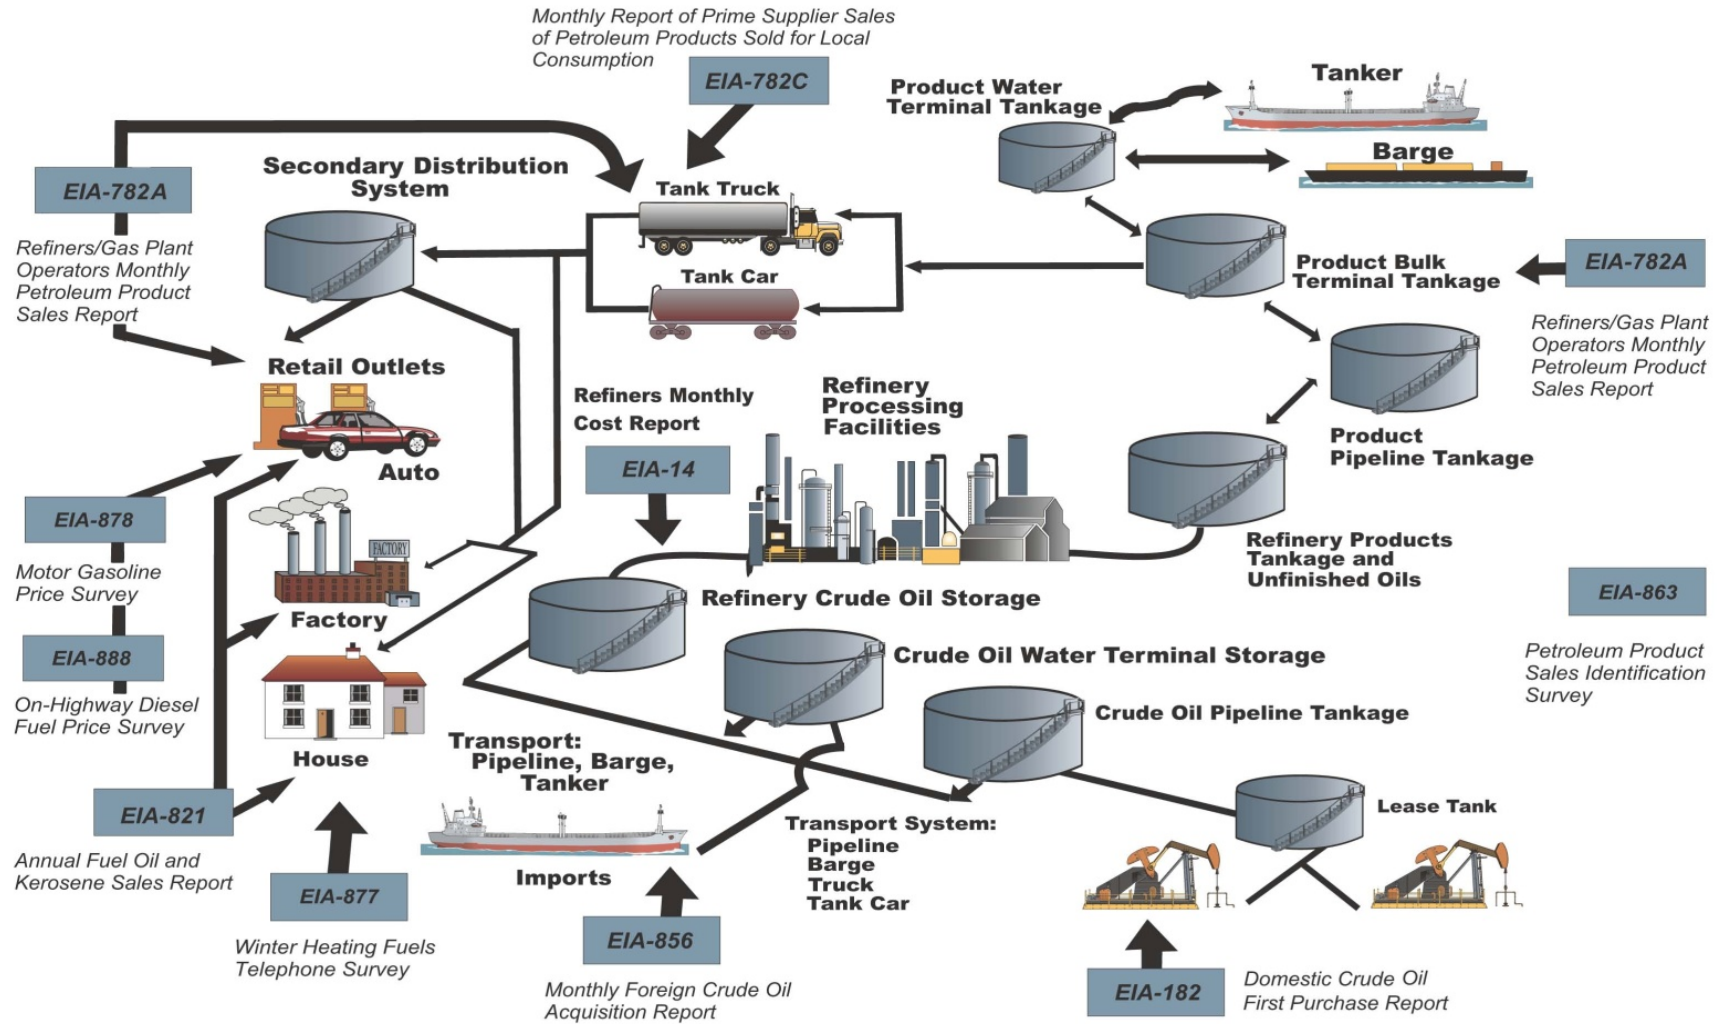 Monthly Report of Prime Supplier Sales
of Petroleum Products Sold for Local
Consumption
EIA-782C
Product Water
Terminal Tankage
Tanker
Barge
EIA-782A
Refiners/Gas Plant
Operators Monthly
Petroleum Product
Sales Report
Secondary Distribution
System
Tank Truck
Tank Car
Product Bulk
Terminal Tankage
EIA-782A
Refiners/Gas Plant
Operators Monthly
Petroleum Product
Sales Report
Retail Outlets
Auto
Refiners Monthly
Cost Report
EIA-14
Refinery
Processing
Facilities
Product
Pipeline Tankage
EIA-878
Motor Gasoline
Price Survey
FACTORY
Factory
Refinery Products
Tankage and
Unfinished Oils
EIA-863
Petroleum Product
Sales Identification
Survey
Refinery Crude Oil Storage
EIA-888
On-Highway Diesel
Fuel Price Survey
House
Crude Oil Water Terminal Storage
Crude Oil Pipeline Tankage
Transport:
Pipeline, Barge,
Tanker
Imports
Transport System:
Pipeline
Barge
Truck
Tank Car
Lease Tank
EIA-821
Annual Fuel Oil and
Kerosene Sales Report
EIA-877
Winter Heating Fuels
Telephone Survey
EIA-856
Monthly Foreign Crude Oil
Acquisition Report
EIA-182
Domestic Crude Oil
First Purchase Report